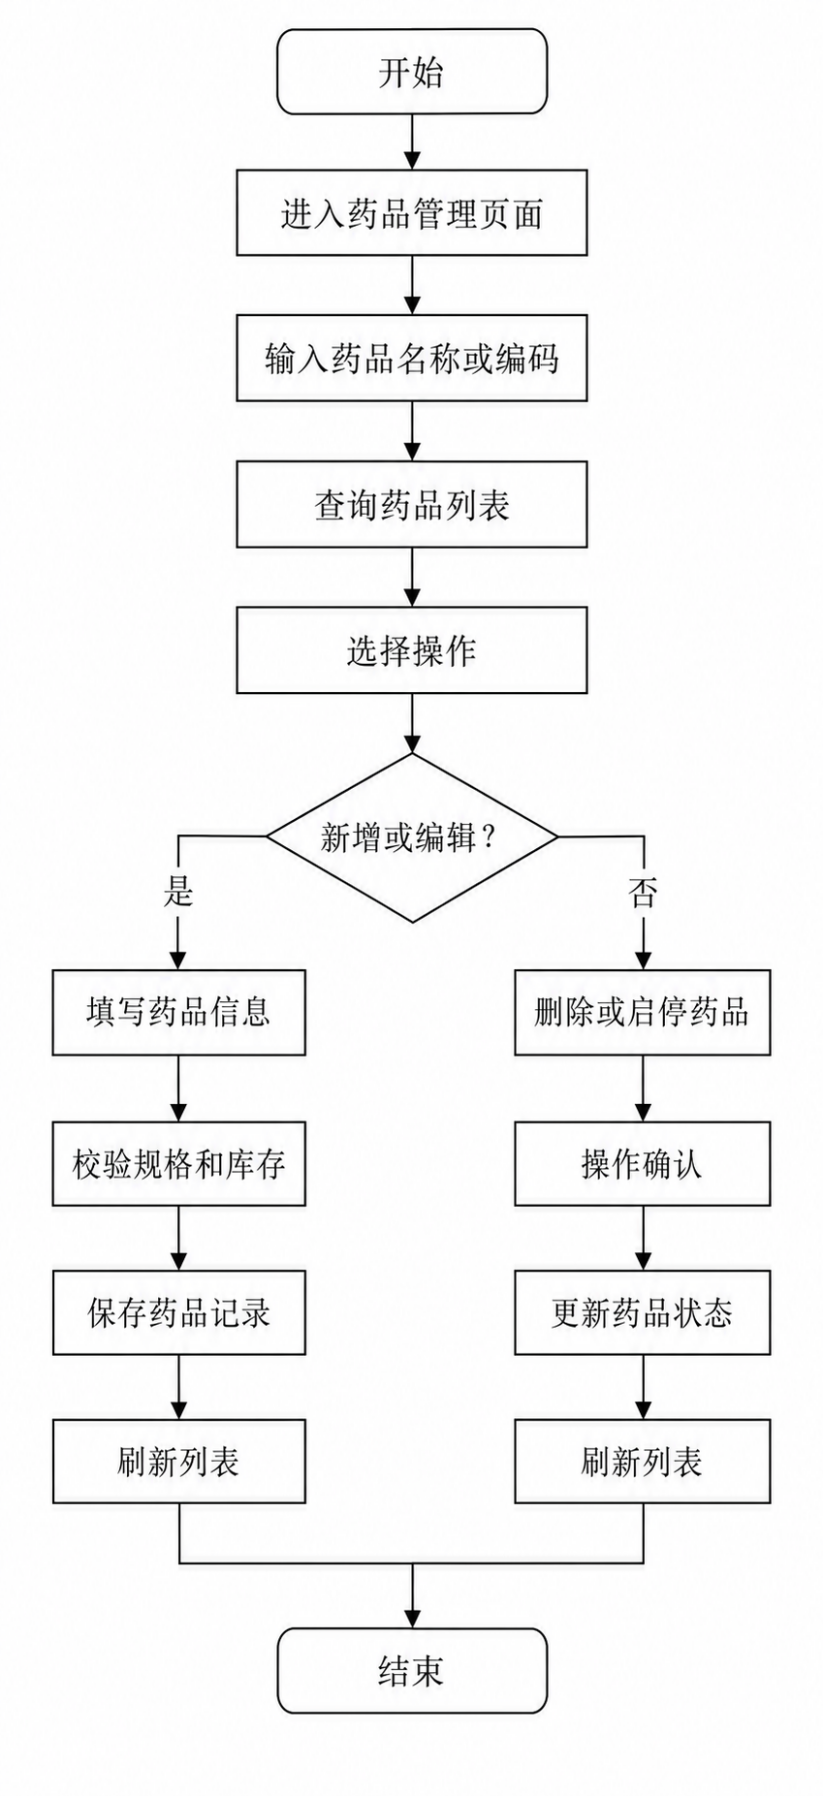 开始
进入药品管理页面
输入药品名称或编码
查询药品列表
选择操作
新增或编辑？
是
否
填写药品信息
删除或启停药品
校验规格和库存
操作确认
保存药品记录
更新药品状态
刷新列表
刷新列表
结束